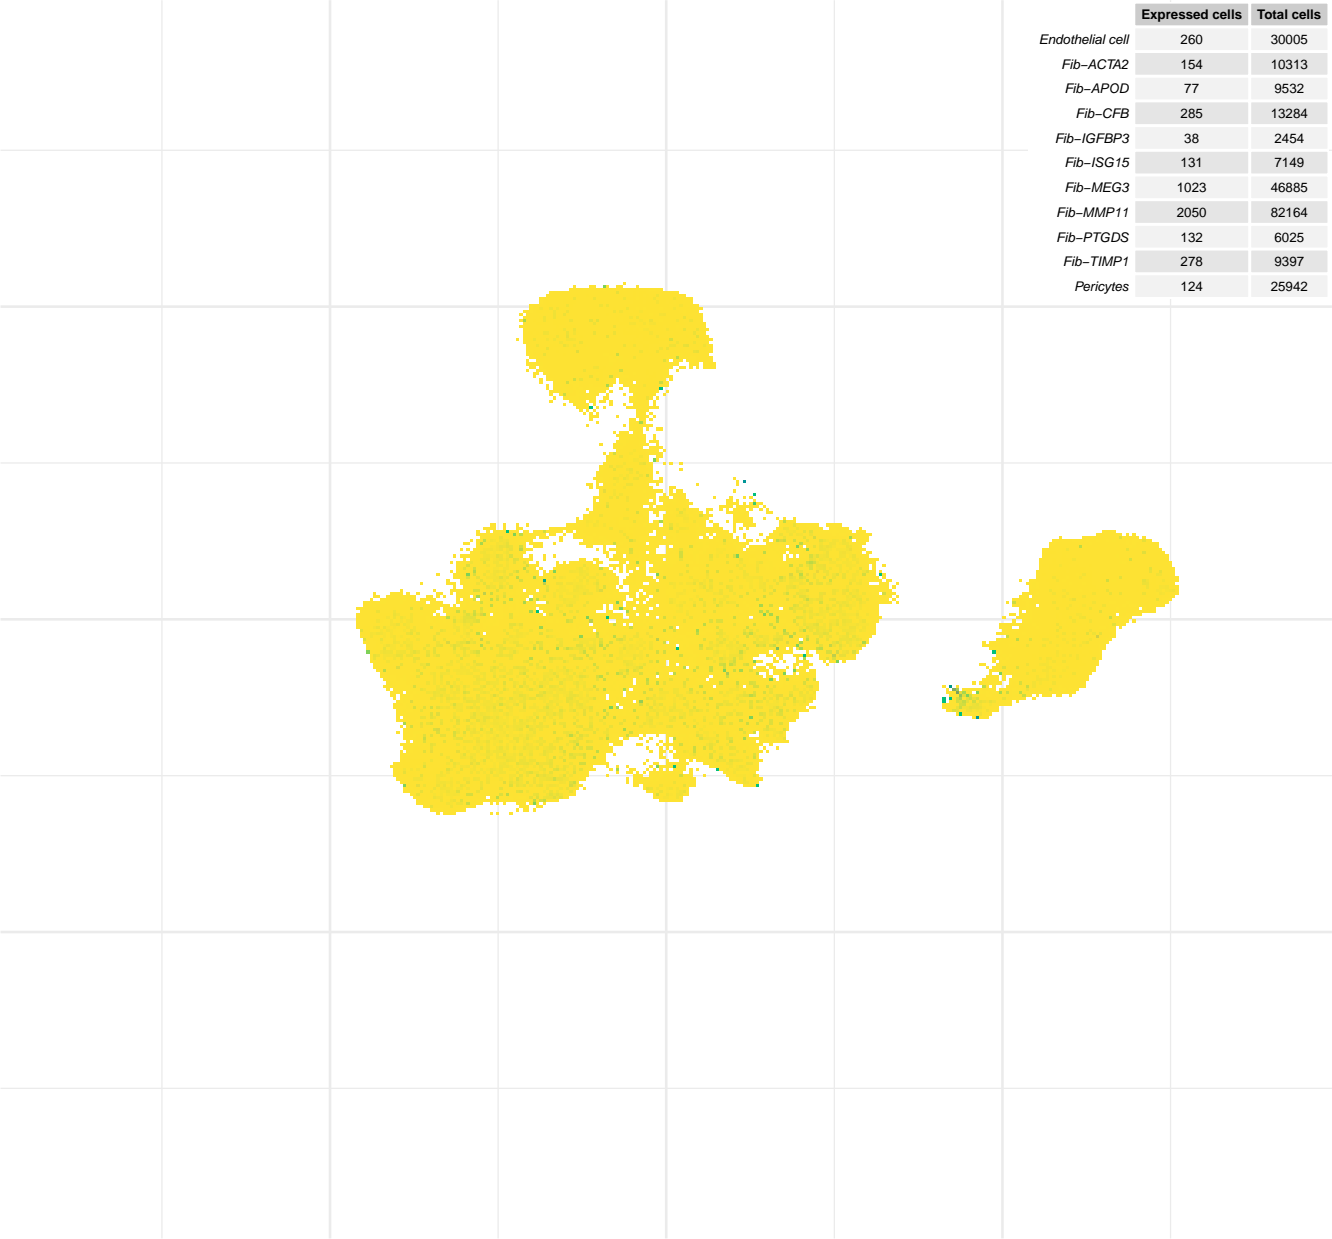 Expressed cells Total cells
Endothelial cell 260 30005
Fib−ACTA2 154 10313
Fib−APOD 77 9532
Fib−CFB 285 13284
Fib−IGFBP3 38 2454
Fib−ISG15 131 7149
Fib−MEG3 1023 46885
Fib−MMP11 2050 82164
Fib−PTGDS 132 6025
Fib−TIMP1 278 9397
Pericytes 124 25942